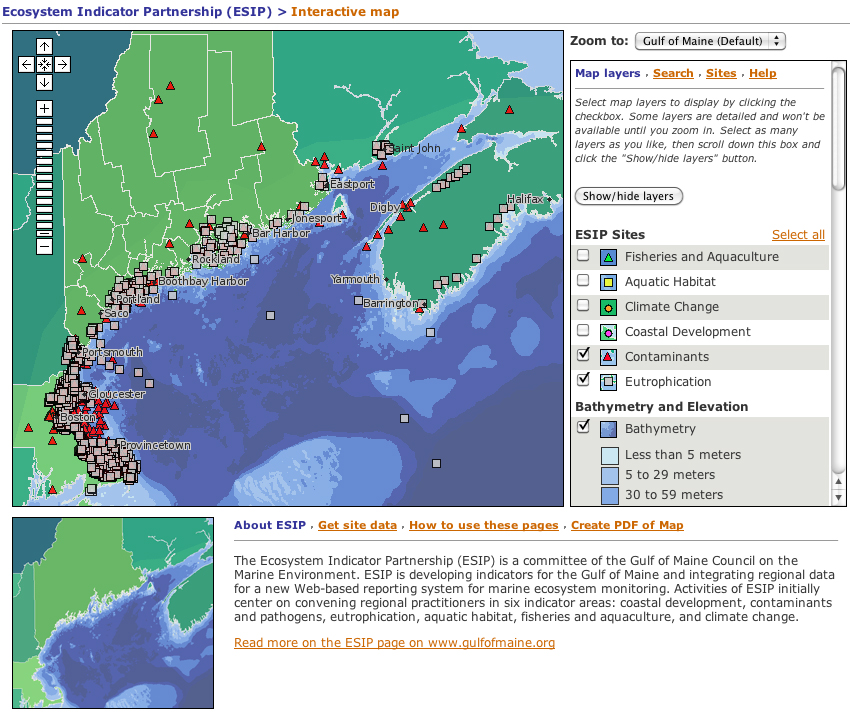 Ecosystem Indicator Partnership (ESIP) > Interactive map
Zoom to: Gulf of Maine (Default)
Map layers , Search , Sites , Help
Select map layers to display by clicking the
checkbox. Some layers are detailed and won't be
available until you zoom in. Select as many
layers as you like, then scroll down this box and
click the "Show/hide layers" button.
Show/hide layers
ESIP Sites Select all
Fisheries and Aquaculture
Aquatic Habitat
Climate Change
Coastal Development
Contaminants
Eutrophication
Bathymetry and Elevation
Bathymetry
Less than 5 meters
5 to 29 meters
30 to 59 meters
Saint John
Eastport
Halifax
Digby
Jonesport
Bar Harbor
Rockland
Yarmouth
Boothbay Harbor
Portland
Barrington
Saco
Portsmouth
Gloucester
Boston
Provincetown
About ESIP , Get site data , How to use these pages , Create PDF of Map
The Ecosystem Indicator Partnership (ESIP) is a committee of the Gulf of Maine Council on the
Marine Environment. ESIP is developing indicators for the Gulf of Maine and integrating regional data
for a new Web-based reporting system for marine ecosystem monitoring. Activities of ESIP initially
center on convening regional practitioners in six indicator areas: coastal development, contaminants
and pathogens, eutrophication, aquatic habitat, fisheries and aquaculture, and climate change.
Read more on the ESIP page on www.gulfofmaine.org